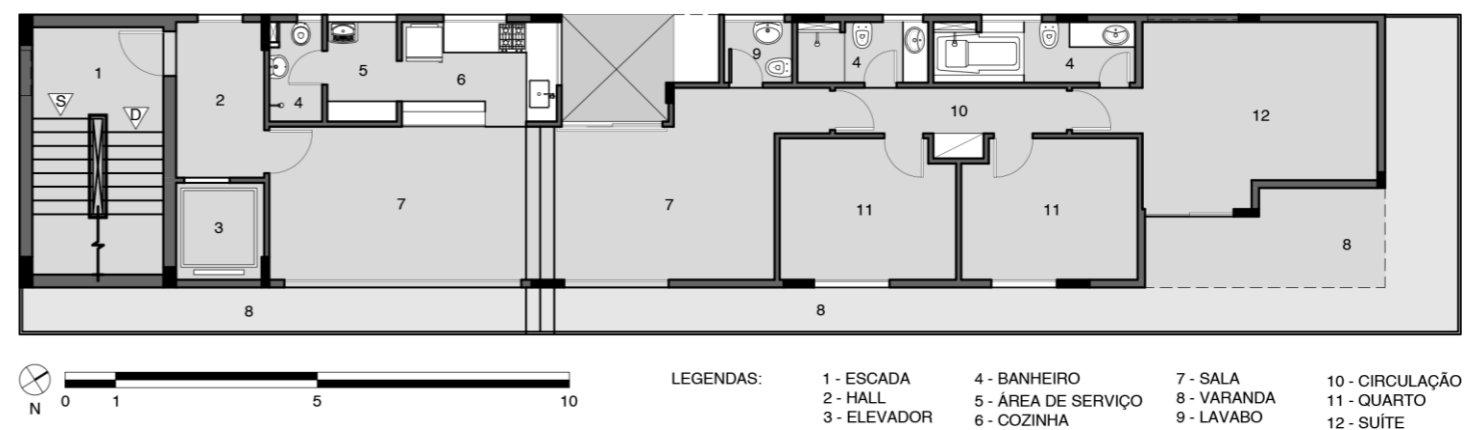 1
2
3
S
D
4
5
6
7
7
8
8
9
4
4
10
11
11
12
8
N
0 1 5 10
LEGENDAS:
1 - ESCADA
2 - HALL
3 - ELEVADOR
4 - BANHEIRO
5 - ÁREA DE SERVIÇO
6 - COZINHA
7 - SALA
8 - VARANDA
9 - LAVABO
10 - CIRCULAÇÃO
11 - QUARTO
12 - SUÍTE